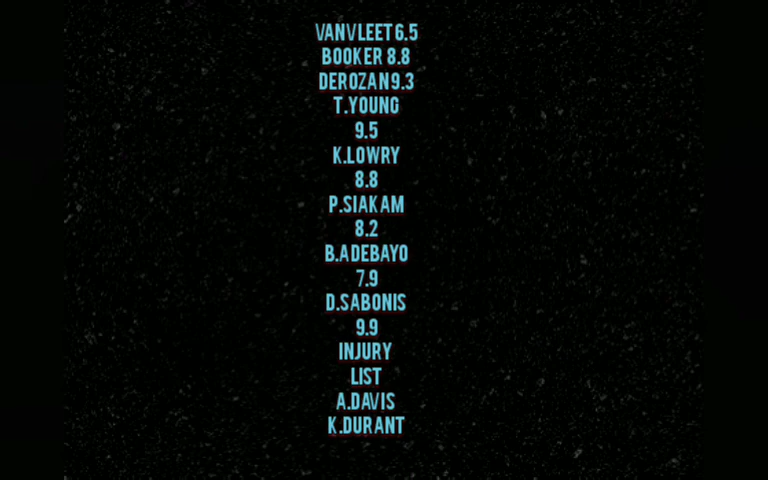 VANVLEET 6.5
BOOKER 8.8
DEROZAN 9.3
T.YOUNG
9.5
K.LOWRY
8.8
P.SIAKAM
8.2
B.ADEBAYO
7.9
D.SABONIS
9.9
INJURY
LIST
A.DAVIS
K.DURANT